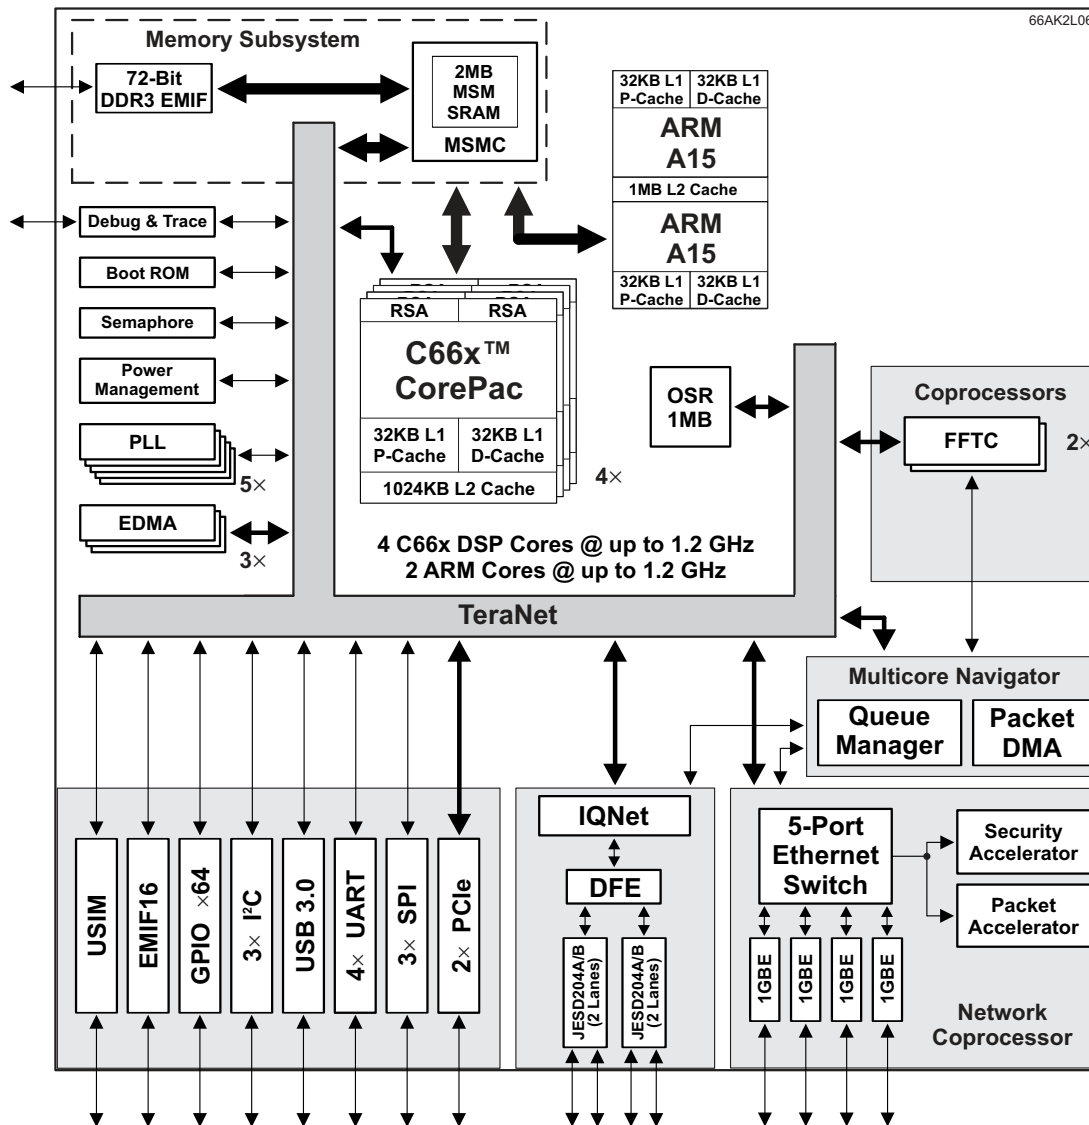 66AK2L06
Memory Subsystem
72-Bit
DDR3 EMIF
2MB
MSM
SRAM
MSMC
32KB L1
P-Cache
32KB L1
D-Cache
ARM
A15
1MB L2 Cache
ARM
A15
32KB L1
P-Cache
32KB L1
D-Cache
Debug & Trace
Boot ROM
Semaphore
Power
Management
PLL
5×
EDMA
3×
RSA RSA
RSA RSA
C66x™
CorePac
32KB L1
P-Cache
32KB L1
D-Cache
1024KB L2 Cache
4×
OSR
1MB
Coprocessors
FFTC
2×
4 C66x DSP Cores @ up to 1.2 GHz
2 ARM Cores @ up to 1.2 GHz
TeraNet
Multicore Navigator
Queue
Manager
Packet
DMA
USIM
EMIF16
GPIO ×64
3× I²C
USB 3.0
4× UART
3× SPI
2× PCIe
IQNet
DFE
JESD204A/B
(2 Lanes)
JESD204A/B
(2 Lanes)
5-Port
Ethernet
Switch
1GBE
1GBE
1GBE
1GBE
Security
Accelerator
Packet
Accelerator
Network
Coprocessor